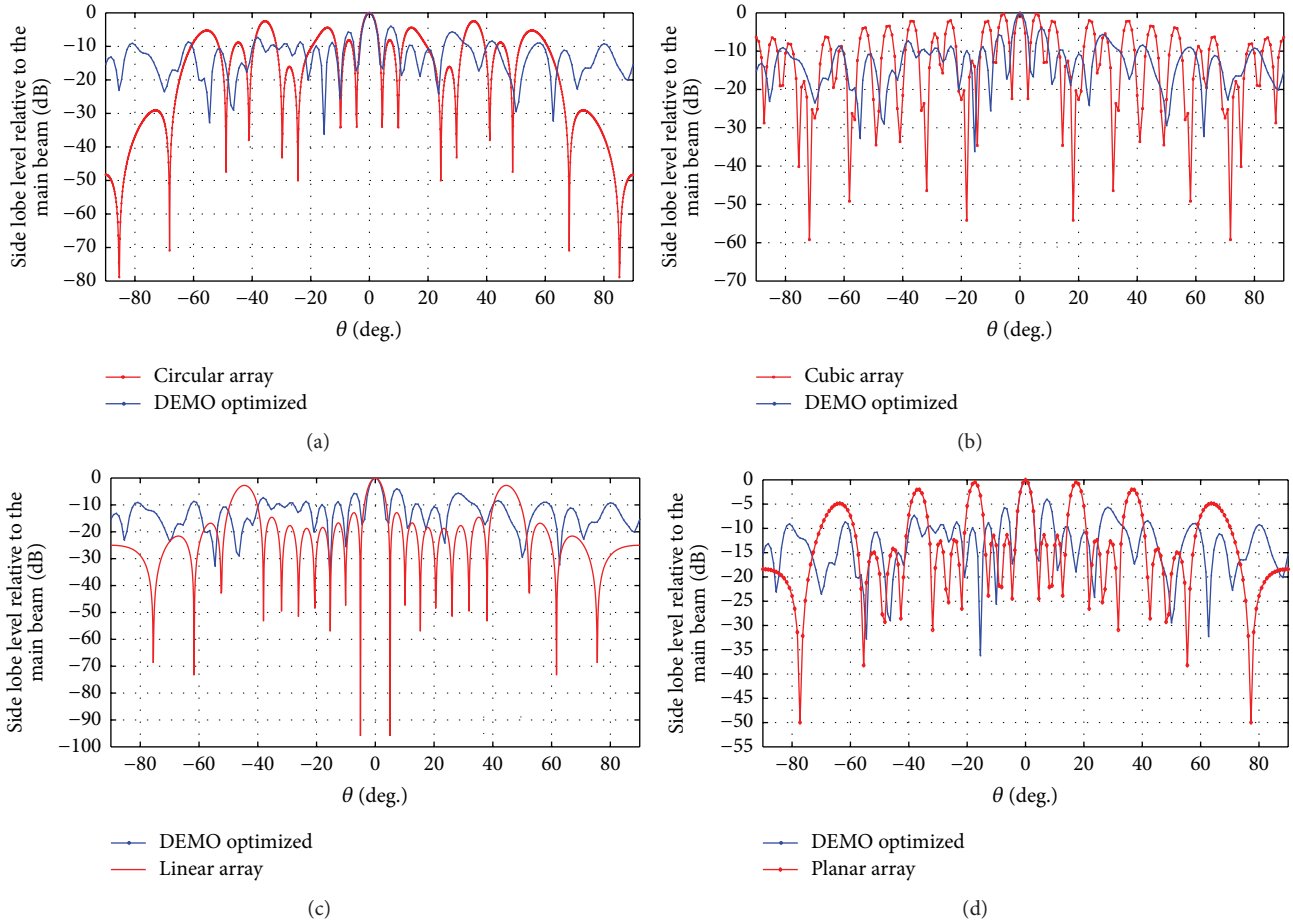 0
−10
−20
−30
−40
−50
−60
−70
−80
Side lobe level relative to the
main beam (dB)
−80 −60 −40 −20 0 20 40 60 80
θ (deg.)
Circular array
DEMO optimized
(a)
0
−10
−20
−30
−40
−50
−60
−70
Side lobe level relative to the
main beam (dB)
−80 −60 −40 −20 0 20 40 60 80
θ (deg.)
Cubic array
DEMO optimized
(b)
0
−10
−20
−30
−40
−50
−60
−70
−80
−90
−100
Side lobe level relative to the
main beam (dB)
−80 −60 −40 −20 0 20 40 60 80
θ (deg.)
DEMO optimized
Linear array
(c)
0
−5
−10
−15
−20
−25
−30
−35
−40
−45
−50
−55
Side lobe level relative to the
main beam (dB)
−80 −60 −40 −20 0 20 40 60 80
θ (deg.)
DEMO optimized
Planar array
(d)